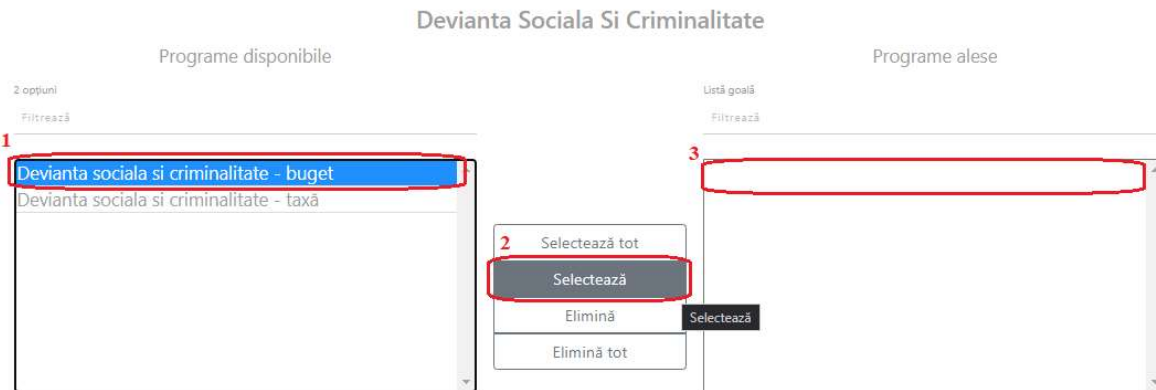 Devianta Sociala Si Criminalitate
Programe disponibile
Programe alese
2 opțiuni
Listă goală
Filtrează
Filtrează
1
3
Devianta sociala si criminalitate - buget
Devianta sociala si criminalitate - taxă
2 Selectează tot
Selectează
Elimină
Selectează
Elimină tot